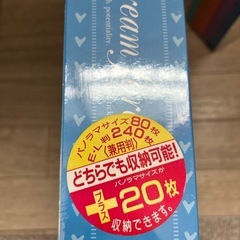 パノラマサイズ80枚
E・L判240枚
(兼用判)
どちらでも収納可能!
パノラマサイズが
プラス
+20枚
収納できます。